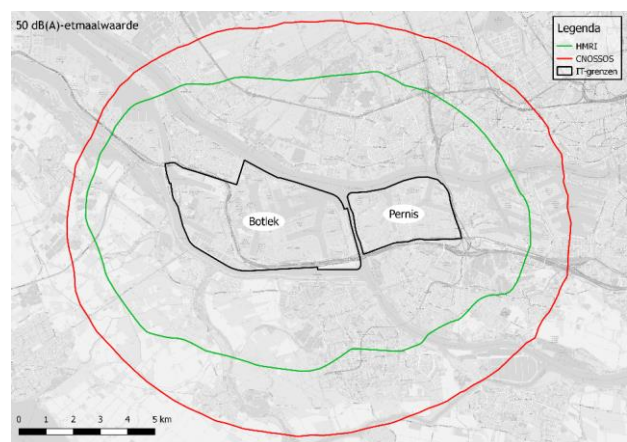 50 dB(A)-etmaalwaarde
Legenda
HMRI
CNOSSOS
IT-grenzen
Botlek
Pernis
0 1 2 3 4 5 km